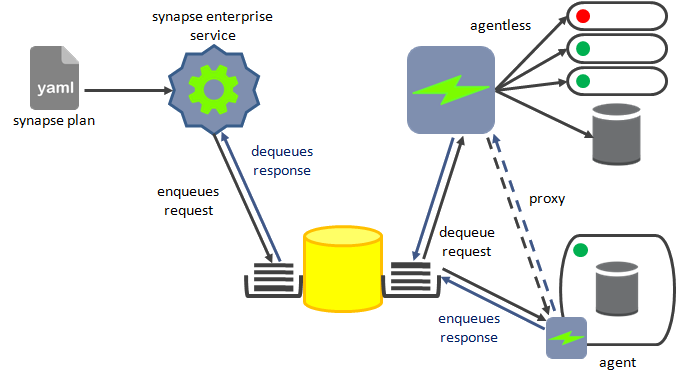 synapse enterprise
service
agentless
yaml
synapse plan
dequeues
response
enqueues
request
proxy
dequeue
request
enqueues
response
agent